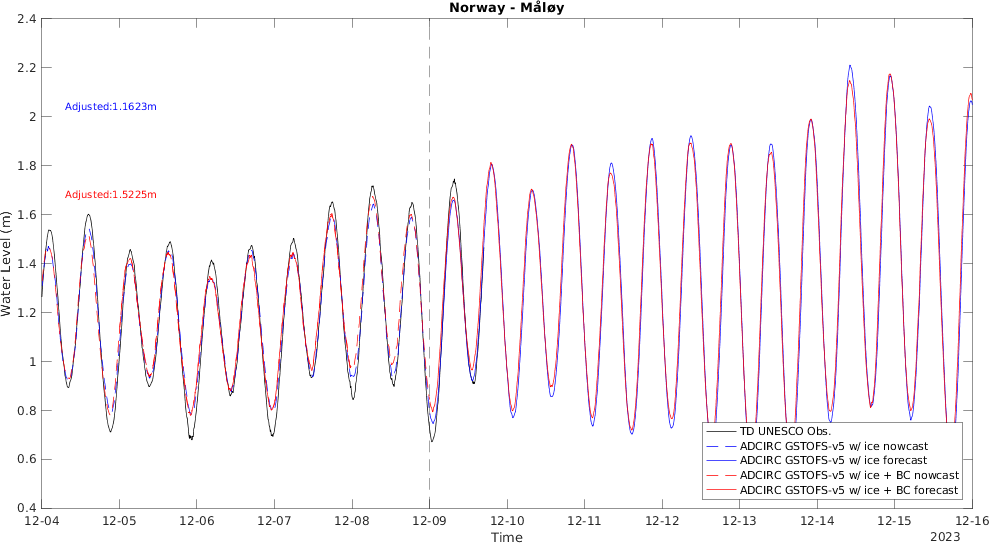 Norway - Måløy
2.4
2.2
2
1.8
1.6
1.4
1.2
1
0.8
0.6
0.4
Water Level (m)
Adjusted:1.1623m
Adjusted:1.5225m
TD UNESCO Obs.
ADCIRC GSTOFS-v5 w/ ice nowcast
ADCIRC GSTOFS-v5 w/ ice forecast
ADCIRC GSTOFS-v5 w/ ice + BC nowcast
ADCIRC GSTOFS-v5 w/ ice + BC forecast
12-04 12-05 12-06 12-07 12-08 12-09 12-10 12-11 12-12 12-13 12-14 12-15 12-16
Time
2023